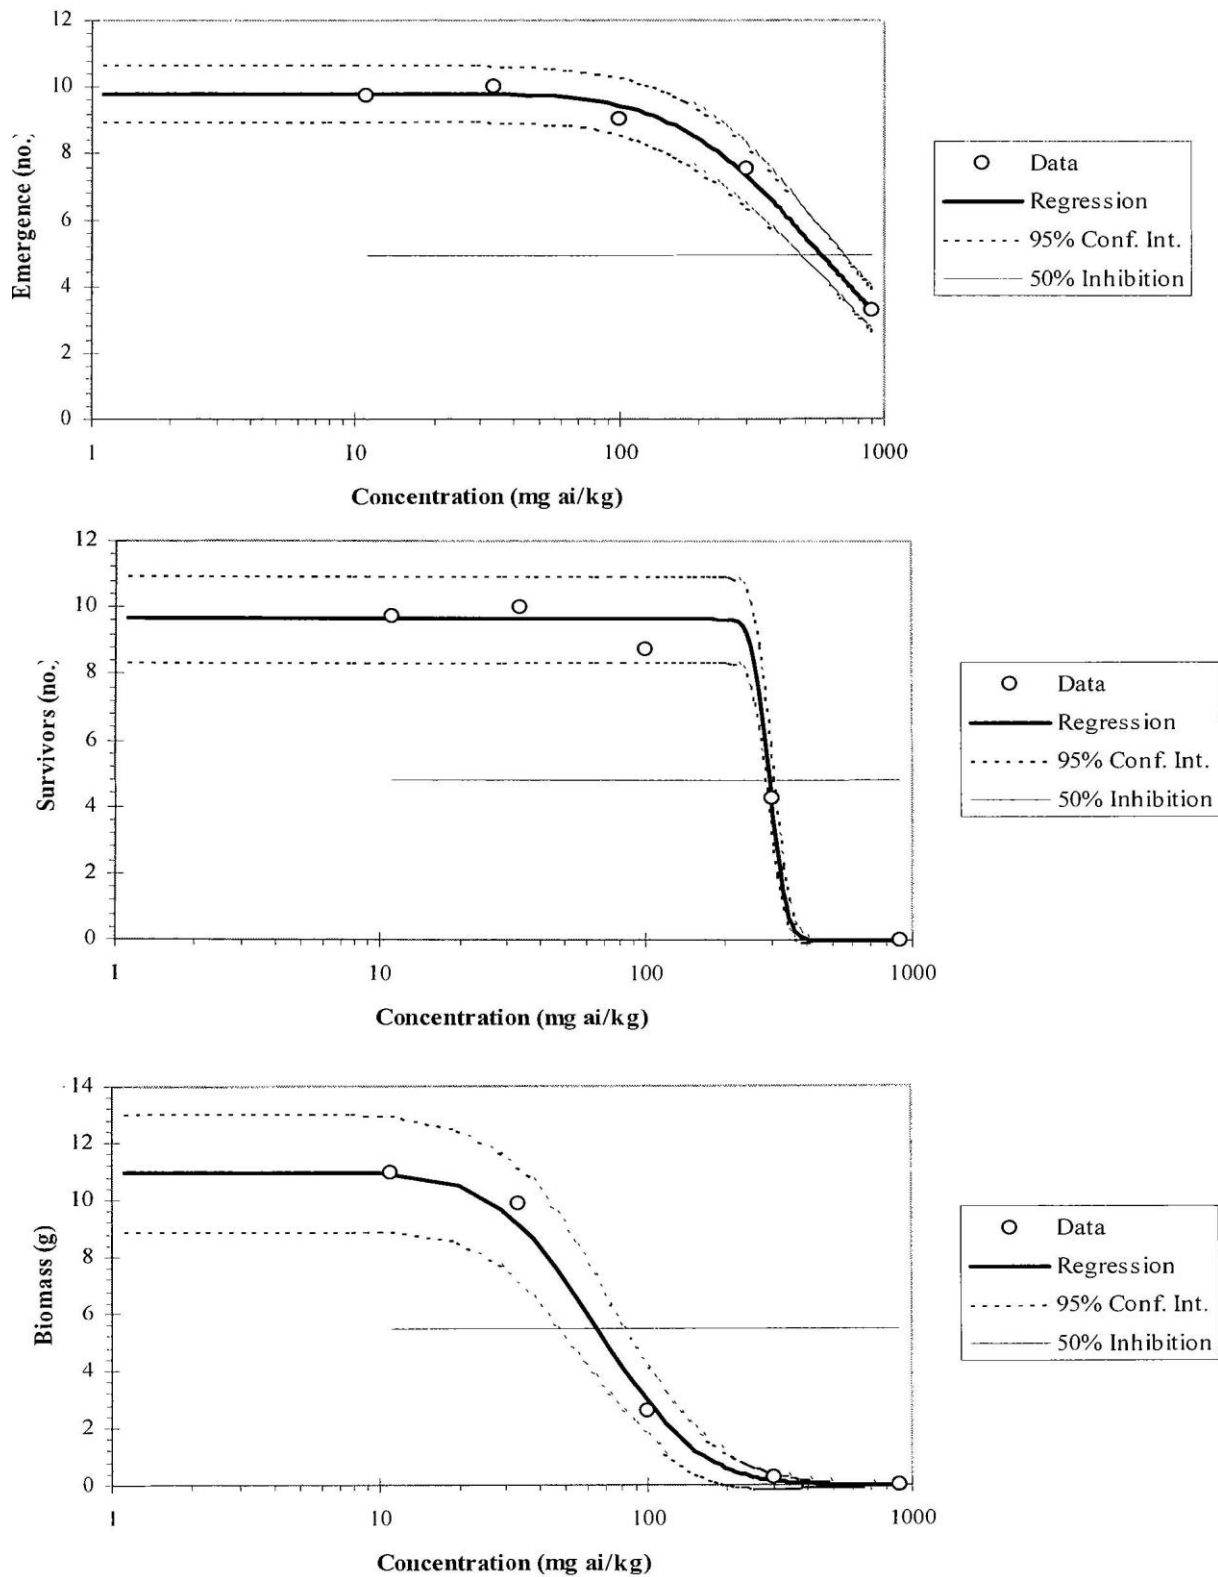 12
10
8
6
4
2
0
Emergence (no.)
1 10 100 1000
Concentration (mg ai/kg)
Data
Regression
95% Conf. Int.
50% Inhibition
12
10
8
6
4
2
0
Survivors (no.)
1 10 100 1000
Concentration (mg ai/kg)
Data
Regression
95% Conf. Int.
50% Inhibition
14
12
10
8
6
4
2
0
Biomass (g)
1 10 100 1000
Concentration (mg ai/kg)
Data
Regression
95% Conf. Int.
50% Inhibition